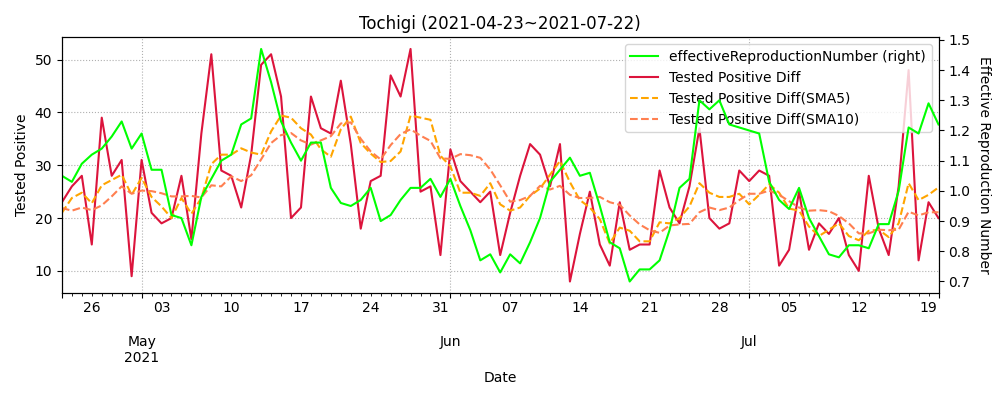 Tochigi (2021-04-23~2021-07-22)
effectiveReproductionNumber (right)
Tested Positive Diff
Tested Positive Diff(SMA5)
Tested Positive Diff(SMA10)
Tested Positive
50
40
30
20
10
1.5
1.4
1.3
1.2
1.1
1.0
0.9
0.8
0.7
Effective Reproduction Number
26 03 10 17 24 31 07 14 21 28 05 12 19
May Jun Jul
2021
Date